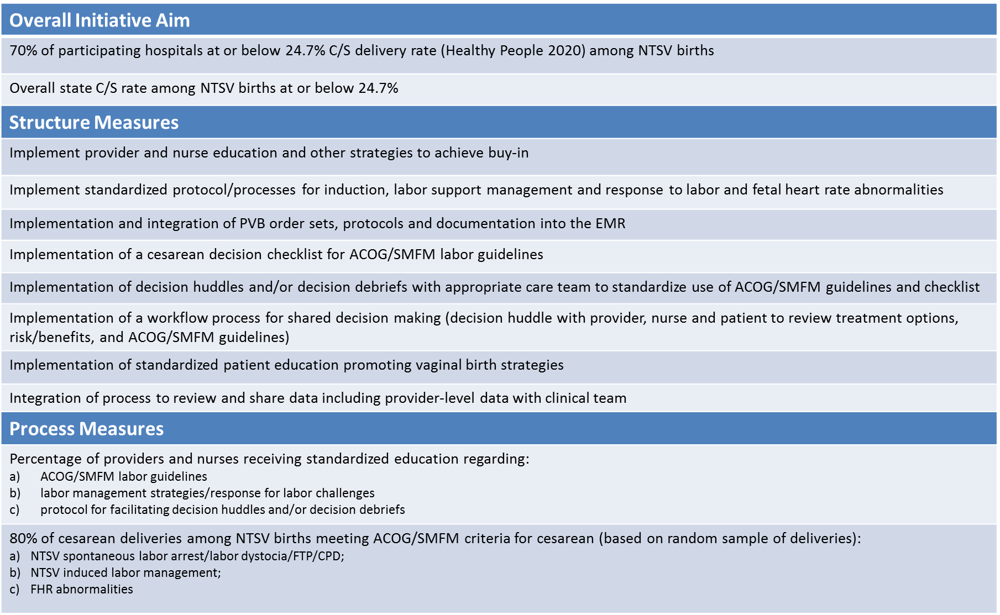 Overall Initiative Aim
70% of participating hospitals at or below 24.7% C/S delivery rate (Healthy People 2020) among NTSV births
Overall state C/S rate among NTSV births at or below 24.7%
Structure Measures
Implement provider and nurse education and other strategies to achieve buy-in
Implement standardized protocol/processes for induction, labor support management and response to labor and fetal heart rate abnormalities
Implementation and integration of PVB order sets, protocols and documentation into the EMR
Implementation of a cesarean decision checklist for ACOG/SMFM labor guidelines
Implementation of decision huddles and/or decision debriefs with appropriate care team to standardize use of ACOG/SMFM guidelines and checklist
Implementation of a workflow process for shared decision making (decision huddle with provider, nurse and patient to review treatment options,
risk/benefits, and ACOG/SMFM guidelines)
Implementation of standardized patient education promoting vaginal birth strategies
Integration of process to review and share data including provider-level data with clinical team
Process Measures
Percentage of providers and nurses receiving standardized education regarding:
a) ACOG/SMFM labor guidelines
b) labor management strategies/response for labor challenges
c) protocol for facilitating decision huddles and/or decision debriefs
80% of cesarean deliveries among NTSV births meeting ACOG/SMFM criteria for cesarean (based on random sample of deliveries):
a) NTSV spontaneous labor arrest/labor dystocia/FTP/CPD;
b) NTSV induced labor management;
c) FHR abnormalities